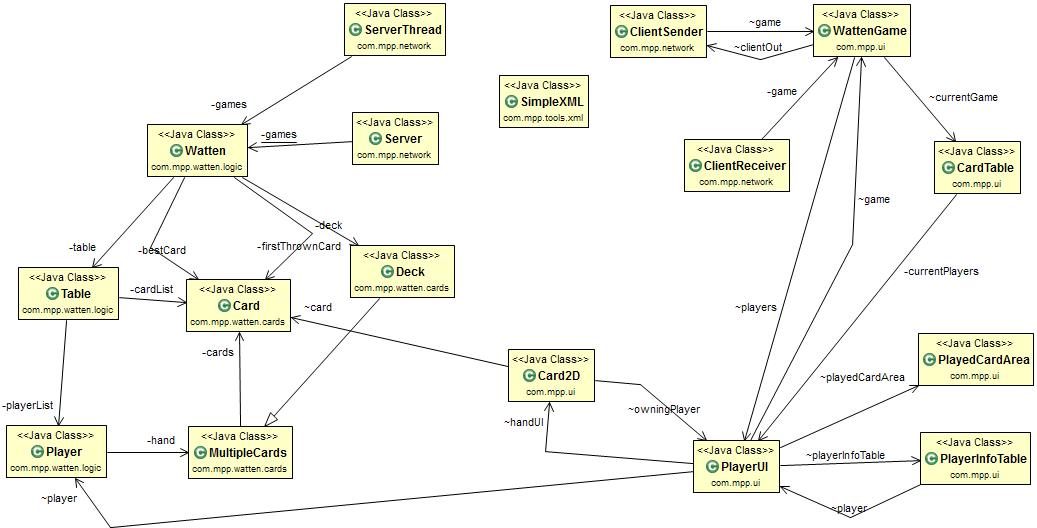 <<Java Class>>
ServerThread
com.mpp.network
<<Java Class>>
ClientSender
com.mpp.network
~game
~clientOut
<<Java Class>>
WattenGame
com.mpp.ui
<<Java Class>>
SimpleXML
com.mpp.tools.xml
-games
-game
~currentGame
<<Java Class>>
Watten
com.mpp.watten.logic
-games
<<Java Class>>
Server
com.mpp.network
<<Java Class>>
ClientReceiver
com.mpp.network
<<Java Class>>
CardTable
com.mpp.ui
~game
-table
-bestCard
-firstThrownCard
-deck
<<Java Class>>
Table
com.mpp.watten.logic
-cardList
<<Java Class>>
Card
com.mpp.watten.cards
<<Java Class>>
Deck
com.mpp.watten.cards
-currentPlayers
~card
~players
-cards
<<Java Class>>
Card2D
com.mpp.ui
<<Java Class>>
PlayedCardArea
com.mpp.ui
~playedCardArea
-playerList
~handUI
~owningPlayer
<<Java Class>>
Player
com.mpp.watten.logic
-hand
<<Java Class>>
MultipleCards
com.mpp.watten.cards
<<Java Class>>
PlayerUI
com.mpp.ui
~playerInfoTable
<<Java Class>>
PlayerInfoTable
com.mpp.ui
~player
~player